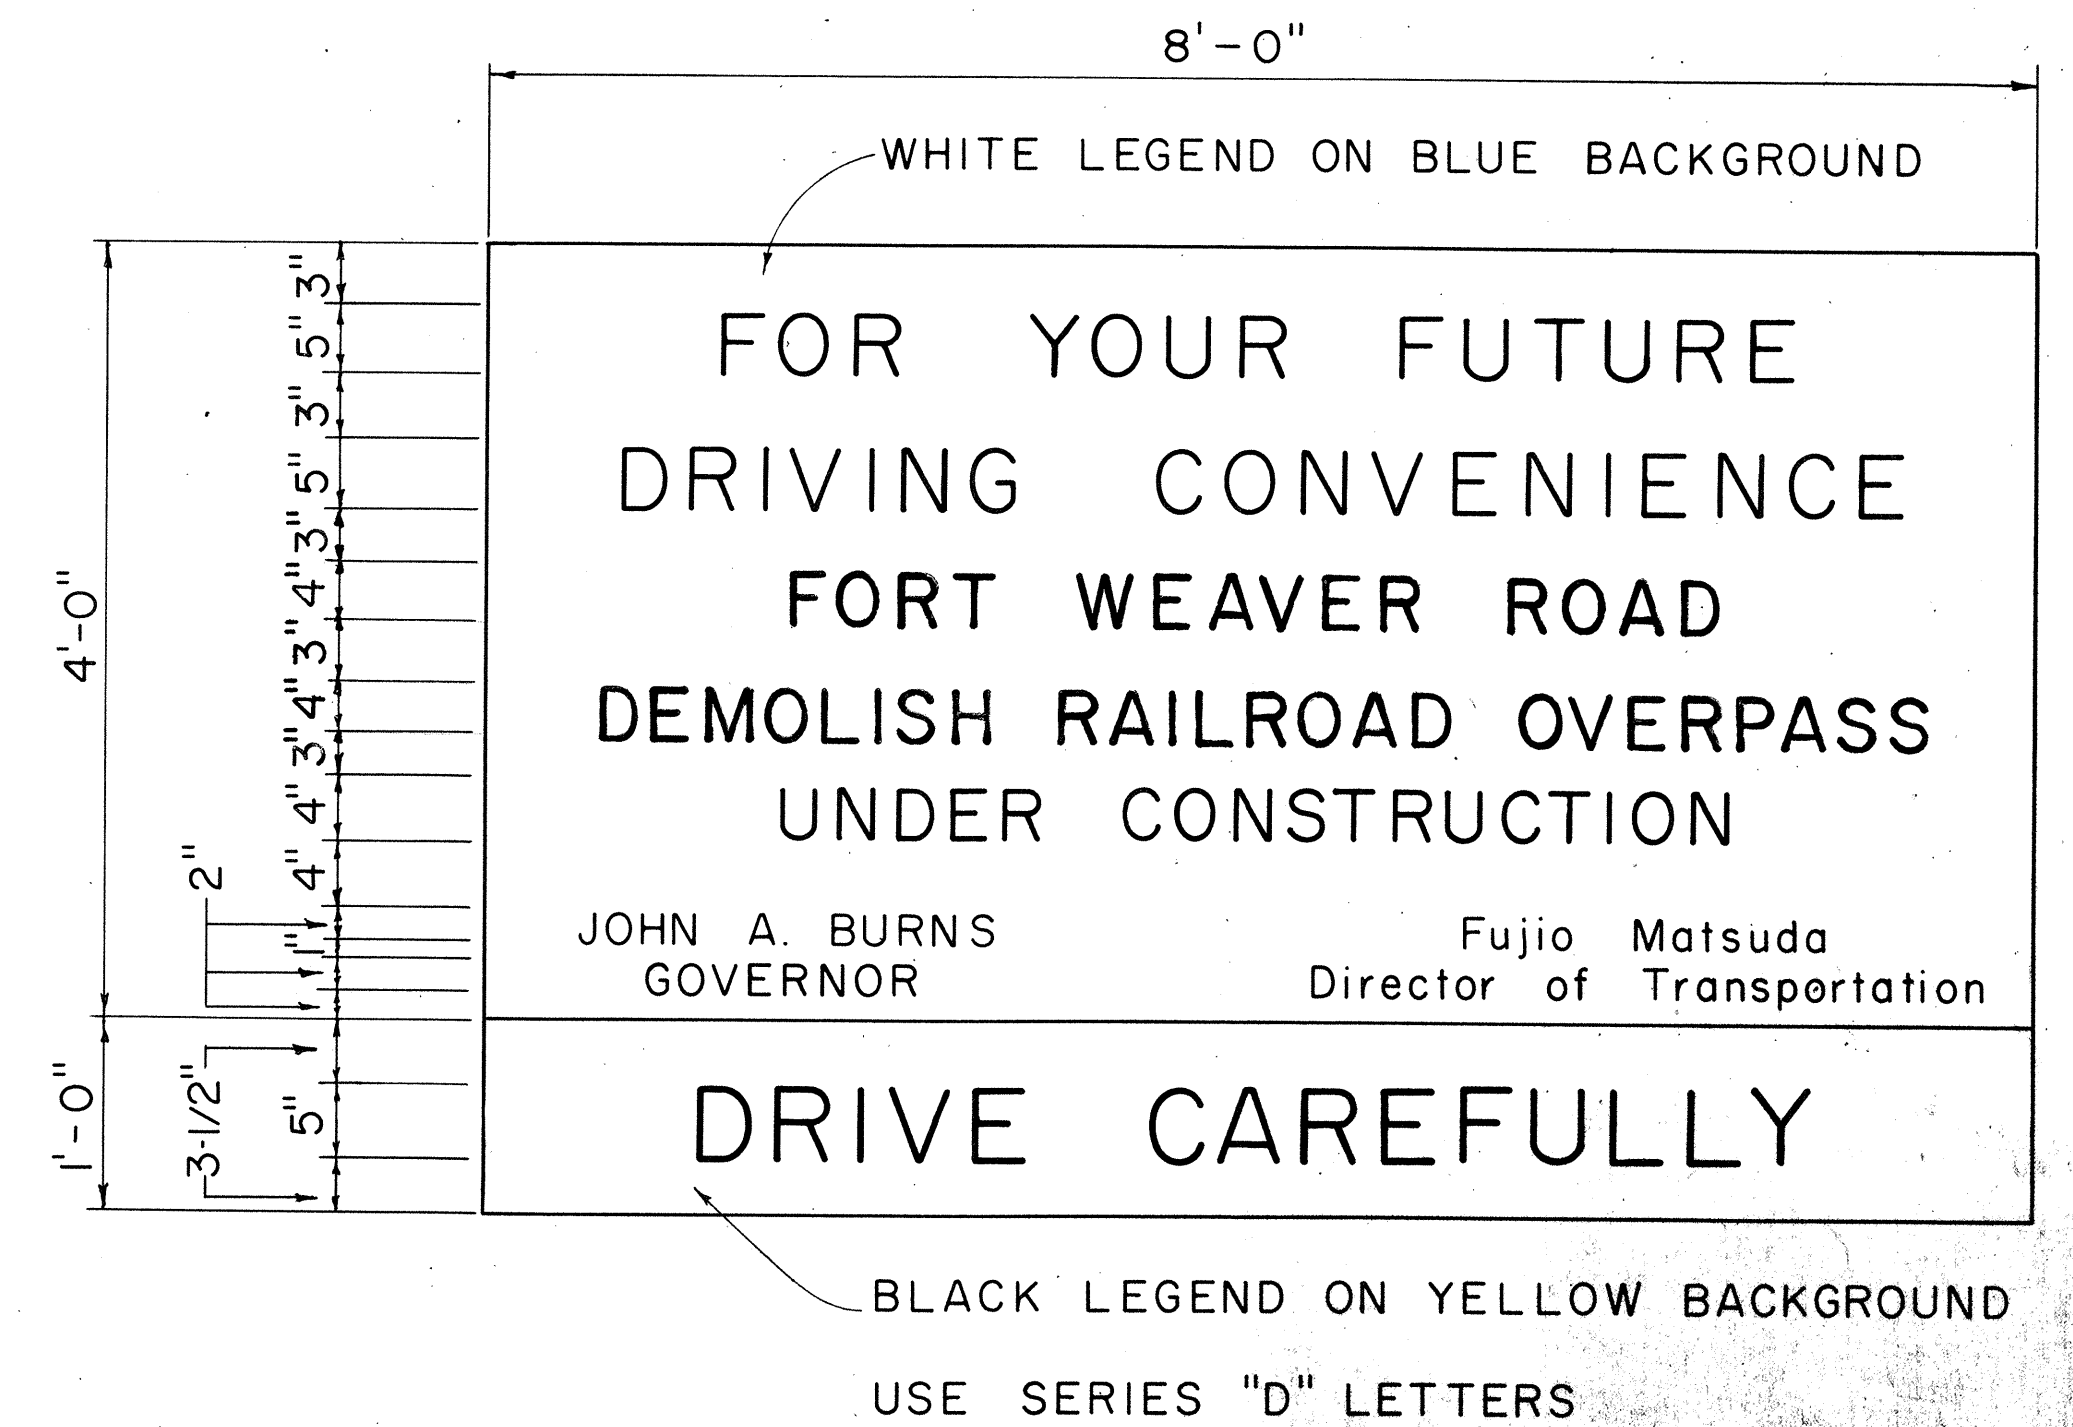 8'-0"
WHITE LEGEND ON BLUE BACKGROUND
3"
5"
3"
5"
3"
4"
3"
4"
3"
4"
4"
2"
1"
4'-0"
FOR YOUR FUTURE
DRIVING CONVENIENCE
FORT WEAVER ROAD
DEMOLISH RAILROAD OVERPASS
UNDER CONSTRUCTION
JOHN A. BURNS
GOVERNOR
Fujio Matsuda
Director of Transportation
1'-0"
3-1/2"
5"
DRIVE CAREFULLY
BLACK LEGEND ON YELLOW BACKGROUND
USE SERIES "D" LETTERS